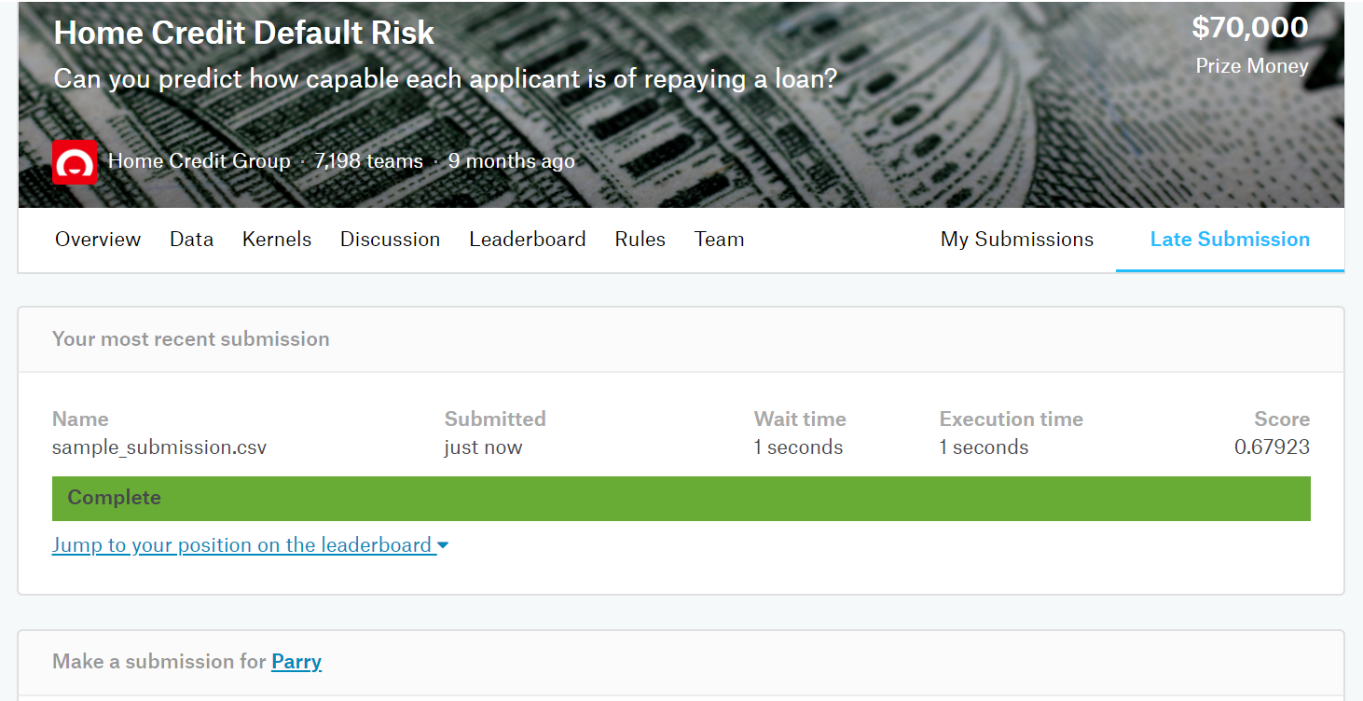 Home Credit Default Risk
$70,000
Can you predict how capable each applicant is of repaying a loan?
Prize Money
Home Credit Group · 7,198 teams · 9 months ago
Overview Data Kernels Discussion Leaderboard Rules Team My Submissions Late Submission
Your most recent submission
Name Submitted Wait time Execution time Score
sample_submission.csv just now 1 seconds 1 seconds 0.67923
Complete
Jump to your position on the leaderboard
Make a submission for Parry